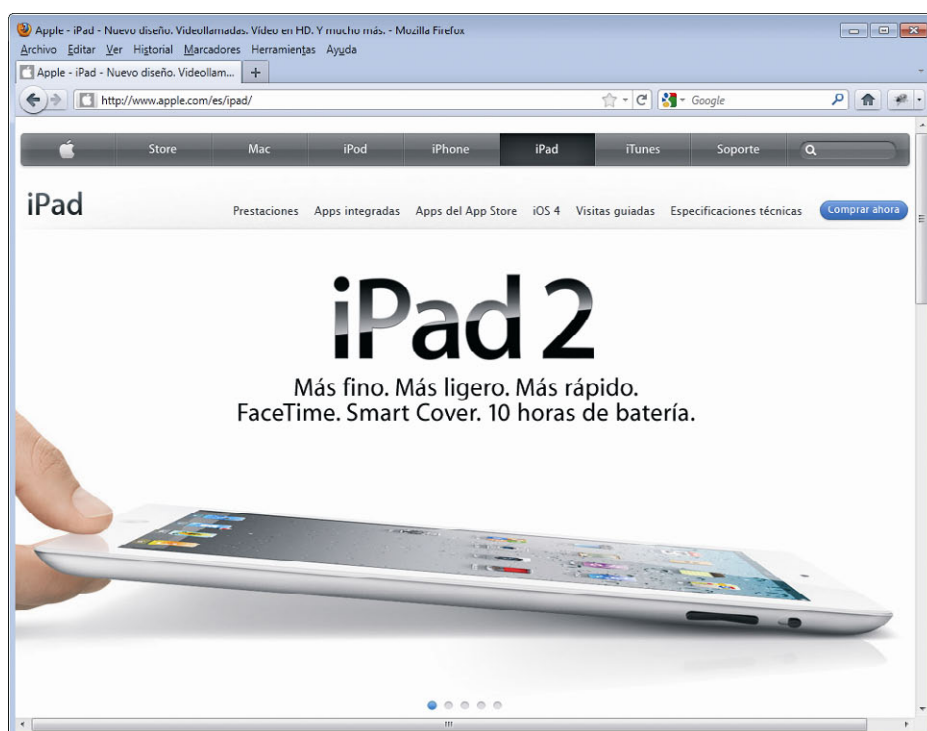 Apple - iPad - Nuevo diseño. Videollamadas. Vídeo en HD. Y mucho más. - Mozilla Firefox
Archivo Editar Ver Historial Marcadores Herramientas Ayuda
Apple - iPad - Nuevo diseño. Videollam... +
http://www.apple.com/es/ipad/ Google
Store Mac iPod iPhone iPad iTunes Soporte
iPad Prestaciones Apps integradas Apps del App Store iOS 4 Visitas guiadas Especificaciones técnicas Comprar ahora
iPad 2
Más fino. Más ligero. Más rápido.
FaceTime. Smart Cover. 10 horas de batería.